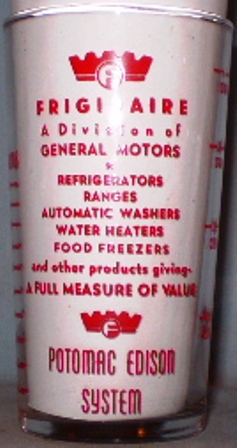 F
FRIGIDAIRE
A Division of
GENERAL MOTORS
REFRIGERATORS
RANGES
AUTOMATIC WASHERS
WATER HEATERS
FOOD FREEZERS
and other products giving-
A FULL MEASURE OF VALUE
F
POTOMAC EDISON
SYSTEM